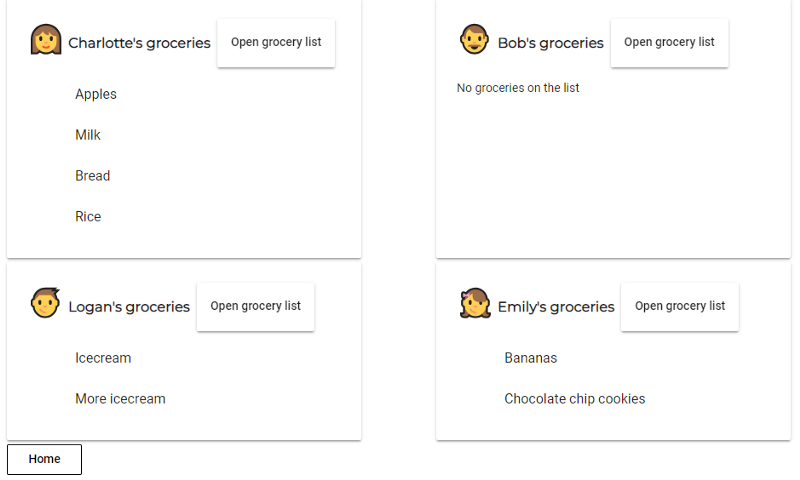 Charlotte's groceries
Open grocery list
Apples
Milk
Bread
Rice
Bob's groceries
Open grocery list
No groceries on the list
Logan's groceries
Open grocery list
Icecream
More icecream
Emily's groceries
Open grocery list
Bananas
Chocolate chip cookies
Home